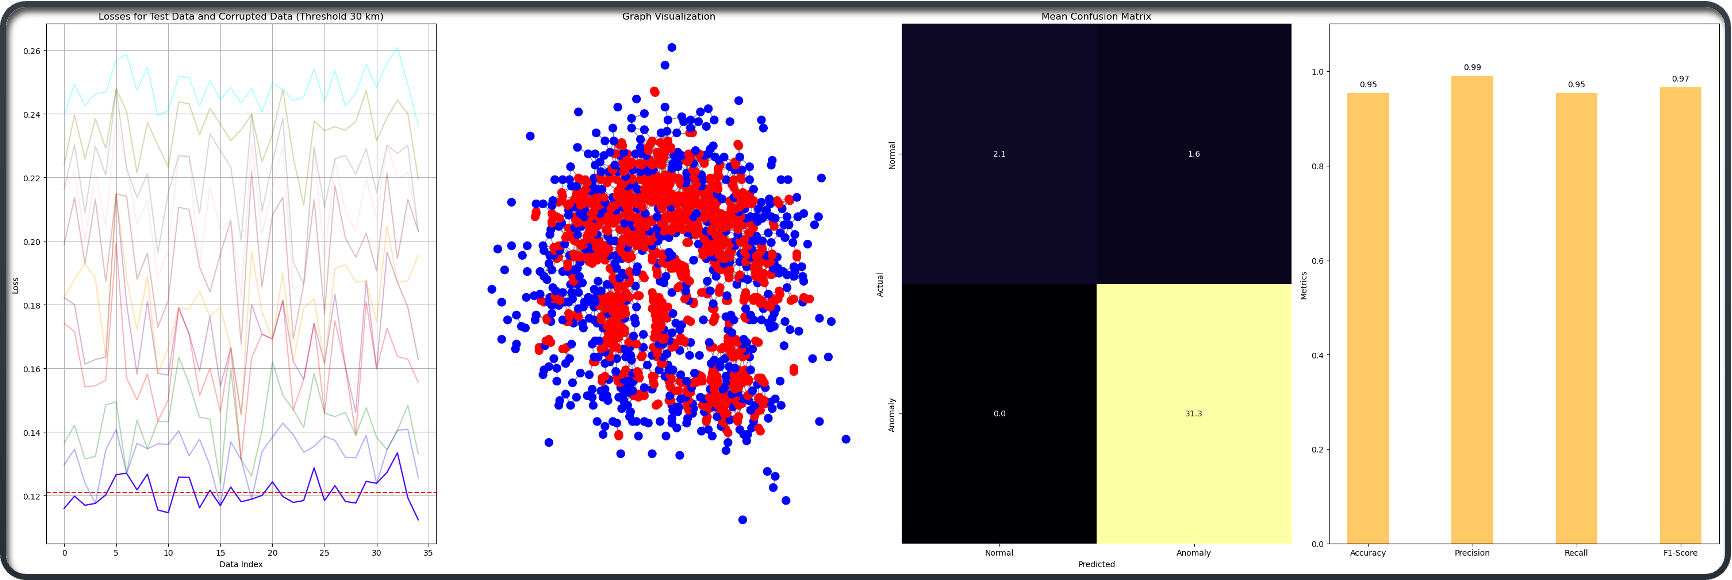 Losses for Test Data and Corrupted Data (Threshold 30 km)
Loss
0.26
0.24
0.22
0.20
0.18
0.16
0.14
0.12
0
5
10
15
20
25
30
35
Data Index
Graph Visualization
Mean Confusion Matrix
Actual
Normal
Anomaly
2.1
1.6
0.0
31.3
Normal
Anomaly
Predicted
Metrics
1.0
0.8
0.6
0.4
0.2
0.0
0.95
0.99
0.95
0.97
Accuracy
Precision
Recall
F1-Score